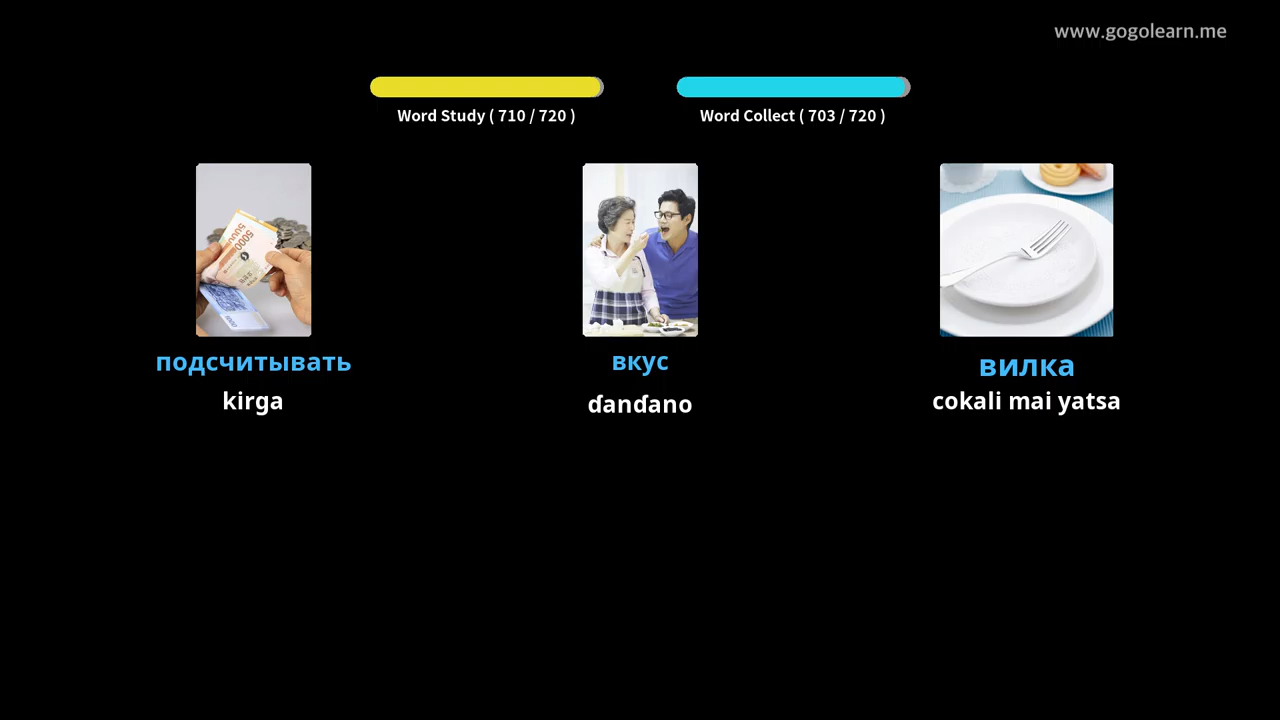 www.gogolearn.me
Word Study ( 710 / 720 )
Word Collect ( 703 / 720 )
подсчитывать
вкус
вилка
kirga
ɗanɗano
cokali mai yatsa